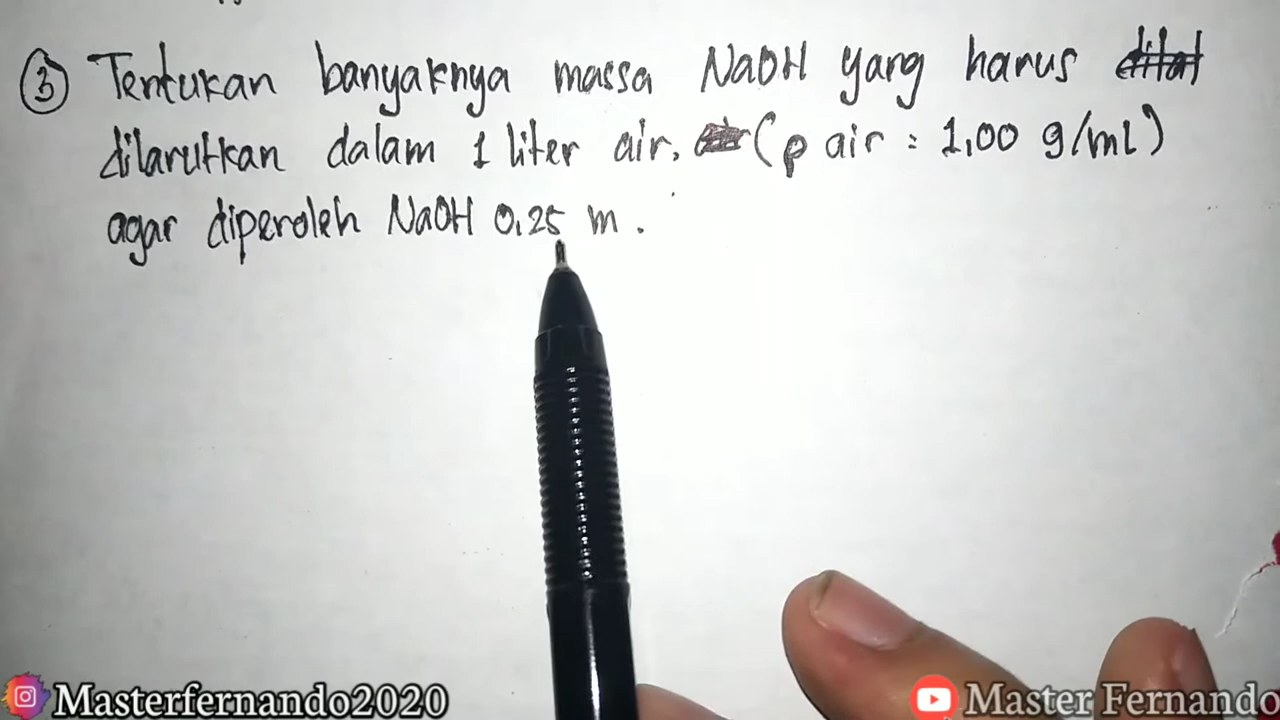 3 Tentukan banyaknya massa NaOH yang harus
dilarutkan dalam 1 liter air. (ρ air : 1,00 g/ml)
agar diperoleh NaOH 0,25 m.
Masterfernando2020
Master Fernando